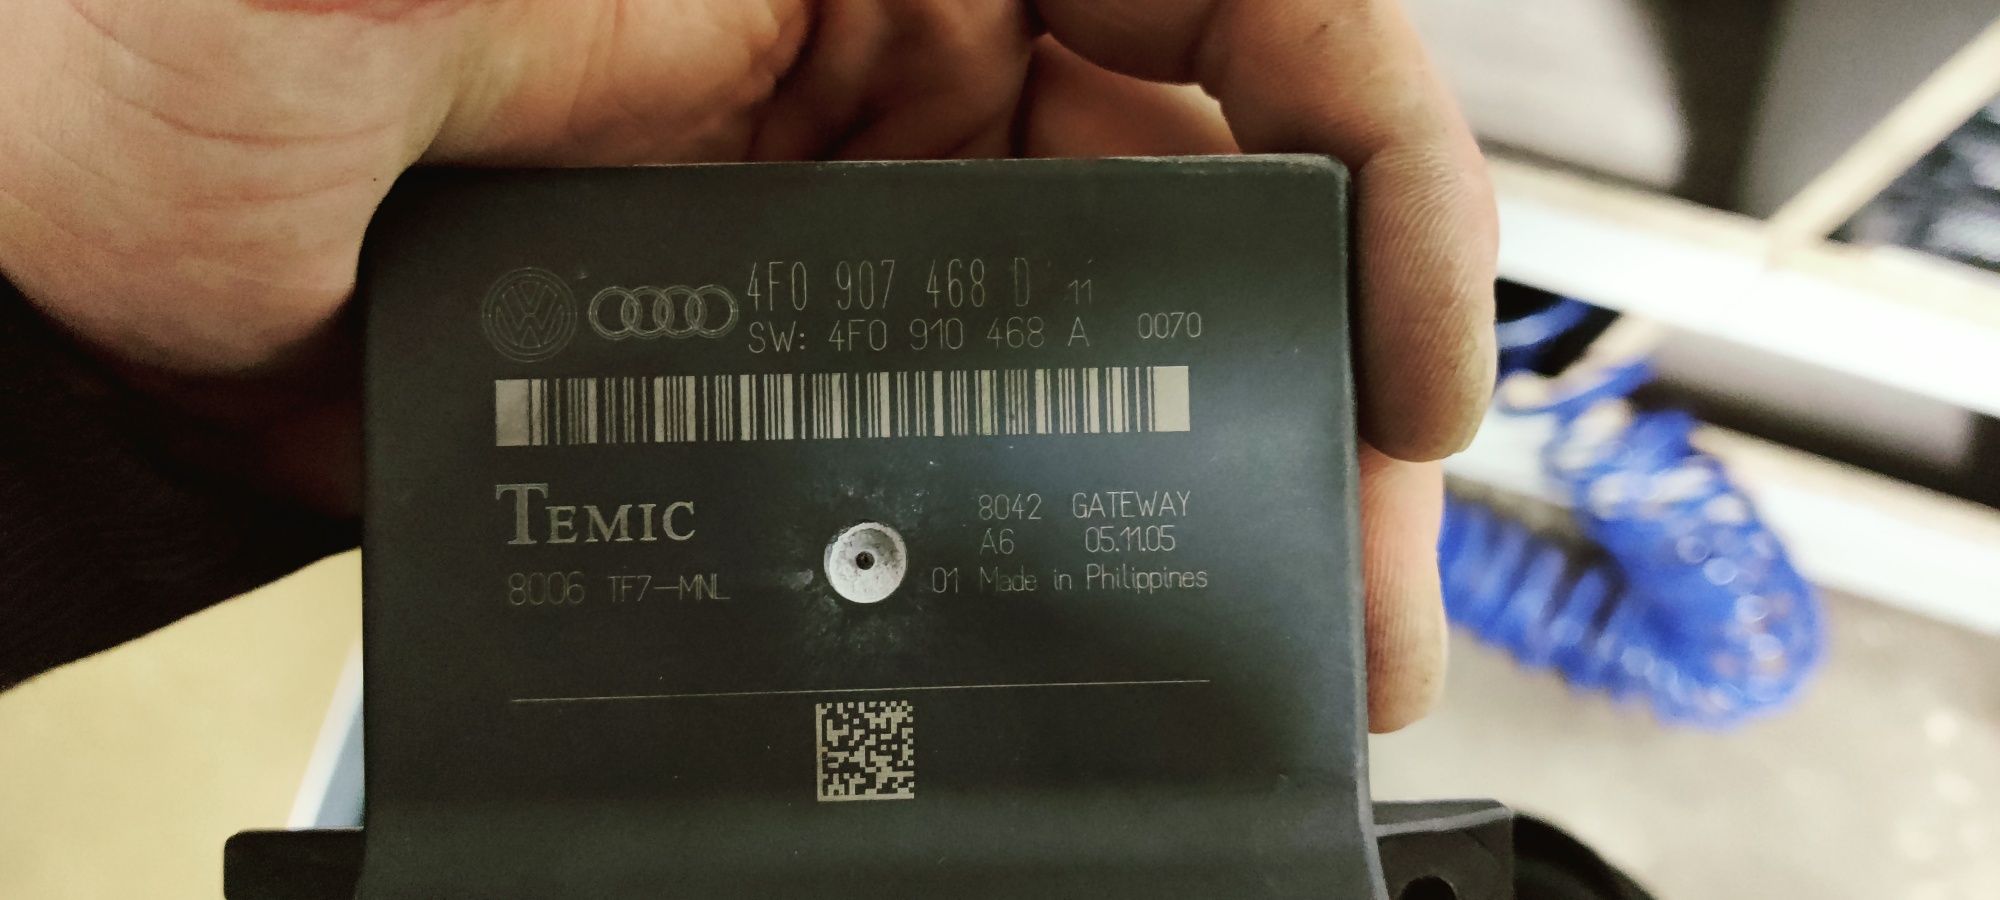 4F0 907 468 D 11
SW: 4F0 910 468 A 0070
TEMIC
8042 GATEWAY
A6 05.11.05
8006 TF7-MNL 01 Made in Philippines